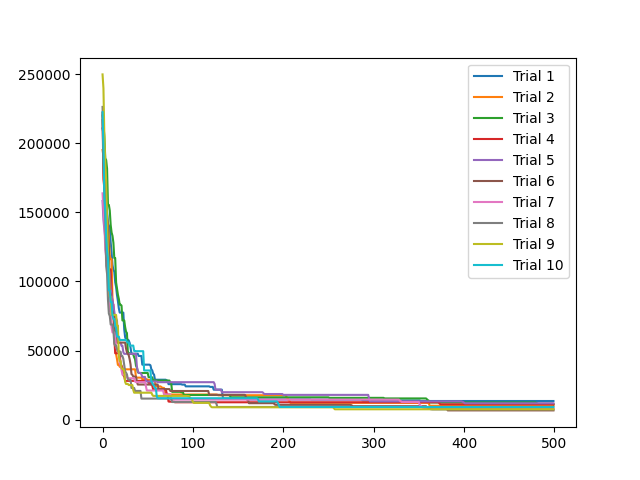 250000
200000
150000
100000
50000
0
0 100 200 300 400 500
Trial 1
Trial 2
Trial 3
Trial 4
Trial 5
Trial 6
Trial 7
Trial 8
Trial 9
Trial 10